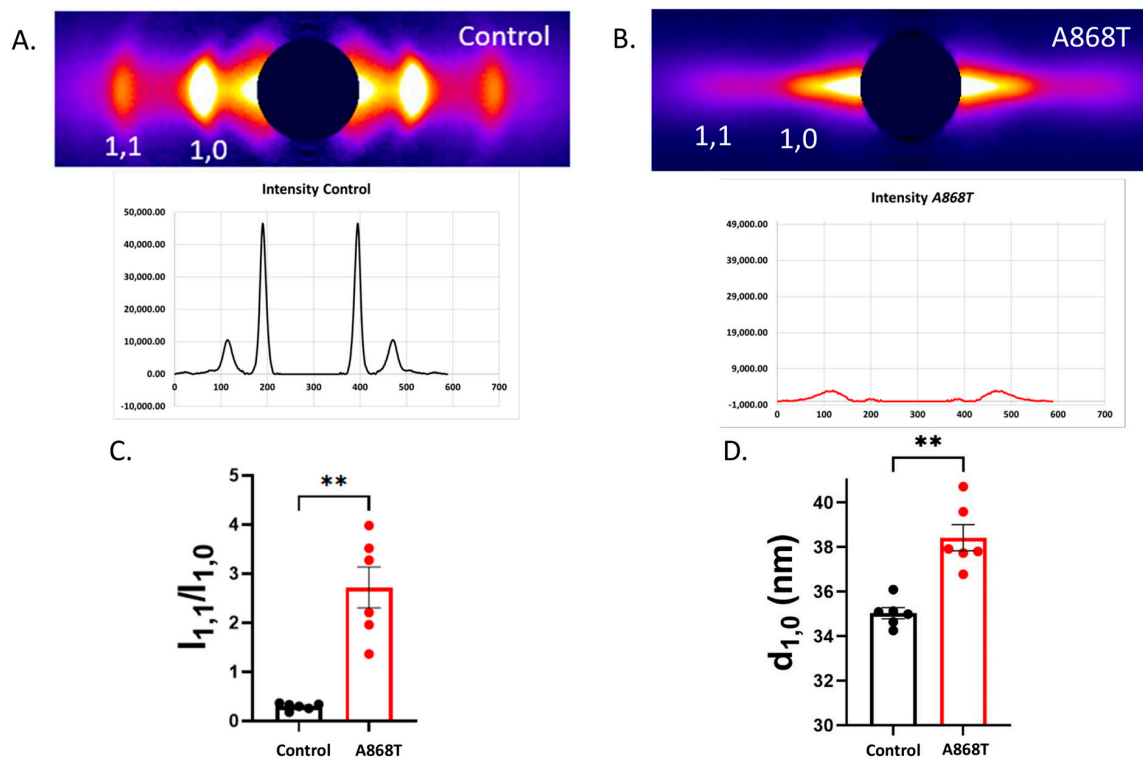 A.
Control
1,1 1,0
Intensity Control
50,000.00
40,000.00
30,000.00
20,000.00
10,000.00
0.00
-10,000.00
0 100 200 300 400 500 600 700
B.
A868T
1,1 1,0
Intensity A868T
49,000.00
39,000.00
29,000.00
19,000.00
9,000.00
-1,000.00
0 100 200 300 400 500 600 700
C.
**
5
4
3
2
1
0
I1,1/I1,0
Control A868T
D.
**
40
38
36
34
32
30
d1,0 (nm)
Control A868T